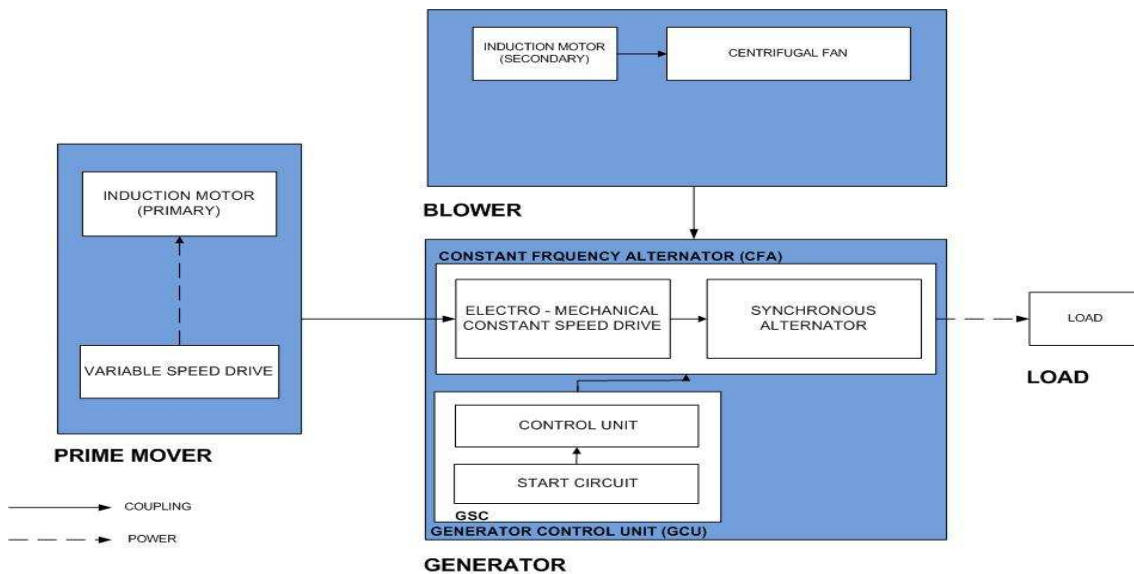 INDUCTION MOTOR
(SECONDARY)
CENTRIFUGAL FAN
BLOWER
INDUCTION MOTOR
(PRIMARY)
VARIABLE SPEED DRIVE
PRIME MOVER
CONSTANT FRQUENCY ALTERNATOR (CFA)
ELECTRO - MECHANICAL
CONSTANT SPEED DRIVE
SYNCHRONOUS
ALTERNATOR
LOAD
LOAD
CONTROL UNIT
START CIRCUIT
GSC
GENERATOR CONTROL UNIT (GCU)
GENERATOR
COUPLING
POWER